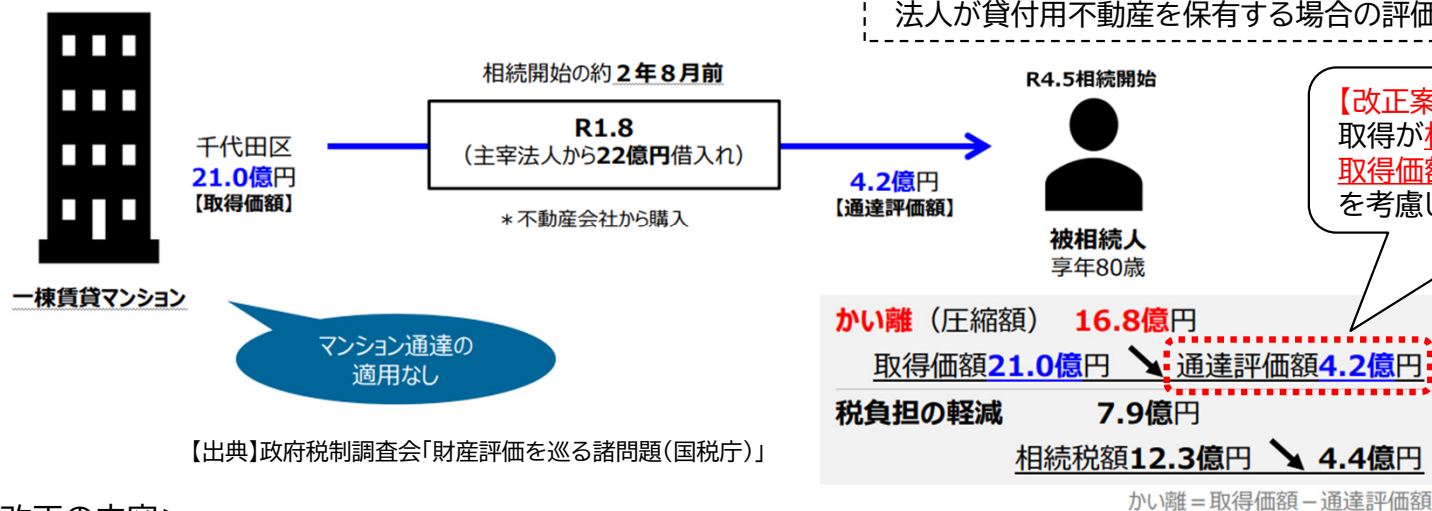 法人が貸付用不動産を保有する場合の評価
相続開始の約2年8月前
R1.8
（主宰法人から22億円借入れ）
＊不動産会社から購入
千代田区
21.0億円
【取得価額】
4.2億円
【通達評価額】
R4.5相続開始
被相続人
享年80歳
【改正案
取得が
取得価額
を考慮し
一棟賃貸マンション
マンション通達の
適用なし
かい離（圧縮額） 16.8億円
取得価額21.0億円 ↘ 通達評価額4.2億円
税負担の軽減 7.9億円
相続税額12.3億円 ↘ 4.4億円
かい離＝取得価額－通達評価額
【出典】政府税制調査会「財産評価を巡る諸問題（国税庁）」